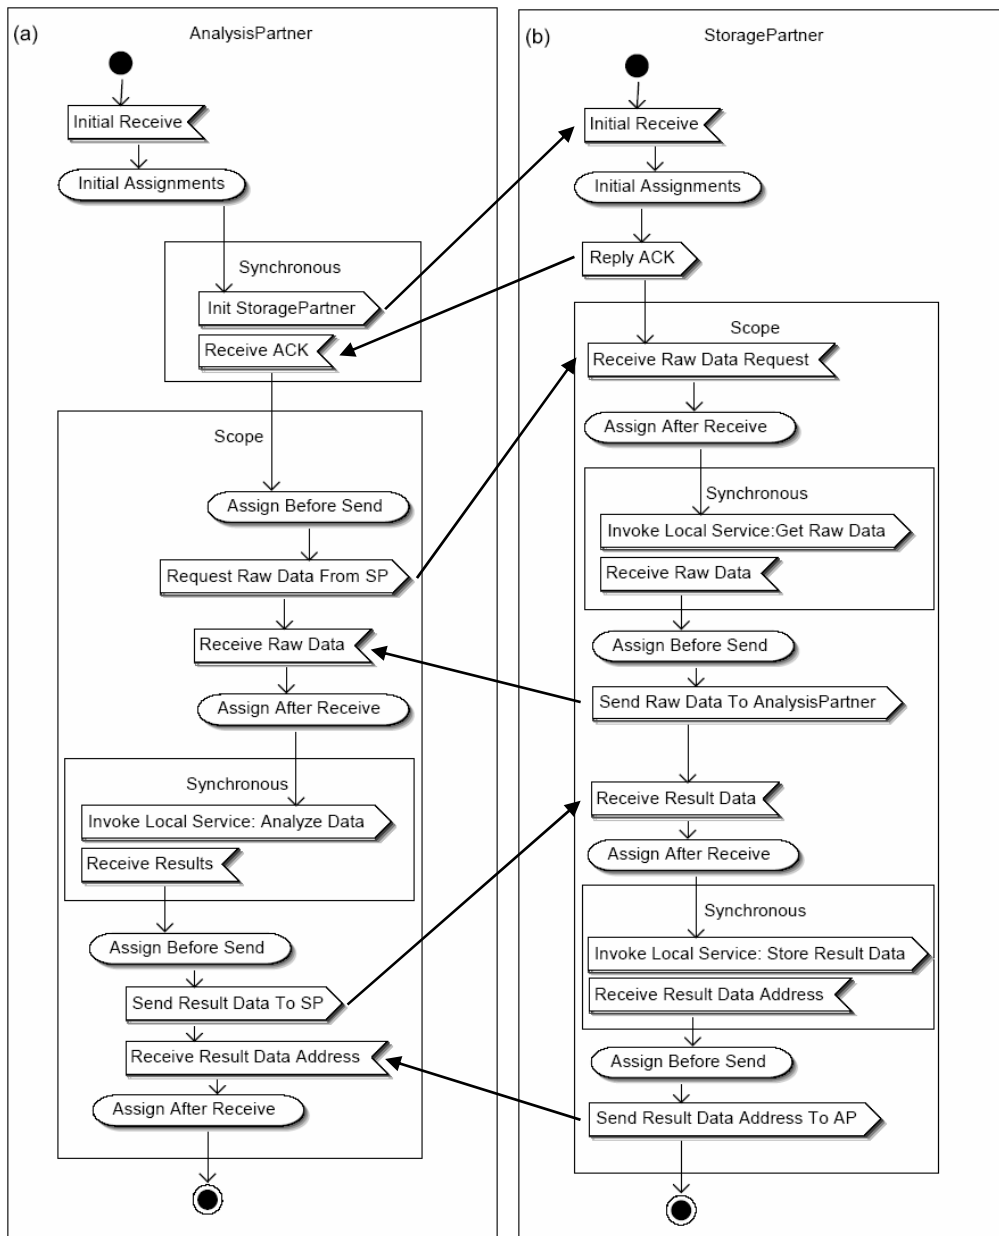 (a)
AnalysisPartner
Initial Receive
Initial Assignments
Synchronous
Init StoragePartner
Receive ACK
Scope
Assign Before Send
Request Raw Data From SP
Receive Raw Data
Assign After Receive
Synchronous
Invoke Local Service: Analyze Data
Receive Results
Assign Before Send
Send Result Data To SP
Receive Result Data Address
Assign After Receive
(b)
StoragePartner
Initial Receive
Initial Assignments
Reply ACK
Scope
Receive Raw Data Request
Assign After Receive
Synchronous
Invoke Local Service:Get Raw Data
Receive Raw Data
Assign Before Send
Send Raw Data To AnalysisPartner
Receive Result Data
Assign After Receive
Synchronous
Invoke Local Service: Store Result Data
Receive Result Data Address
Assign Before Send
Send Result Data Address To AP